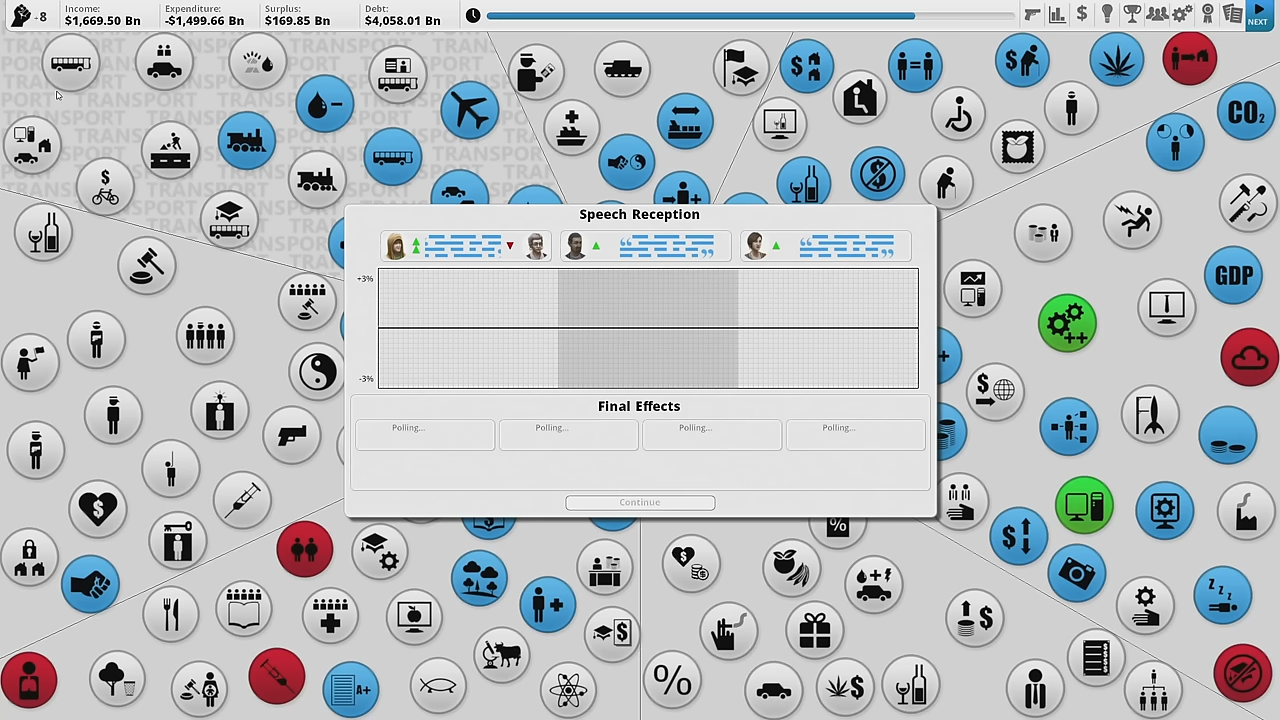 Income:
$1,669.50 Bn
Expenditure:
-$1,499.66 Bn
Surplus:
$169.85 Bn
Debt:
$4,058.01 Bn
-8
NEXT
TRANSPORT
CO₂
GDP
A+
%
Speech Reception
+3%
-3%
Final Effects
Polling...
Polling...
Polling...
Polling...
Continue